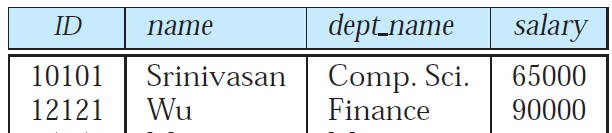 ID name dept_name salary
10101 Srinivasan Comp. Sci. 65000
12121 Wu Finance 90000